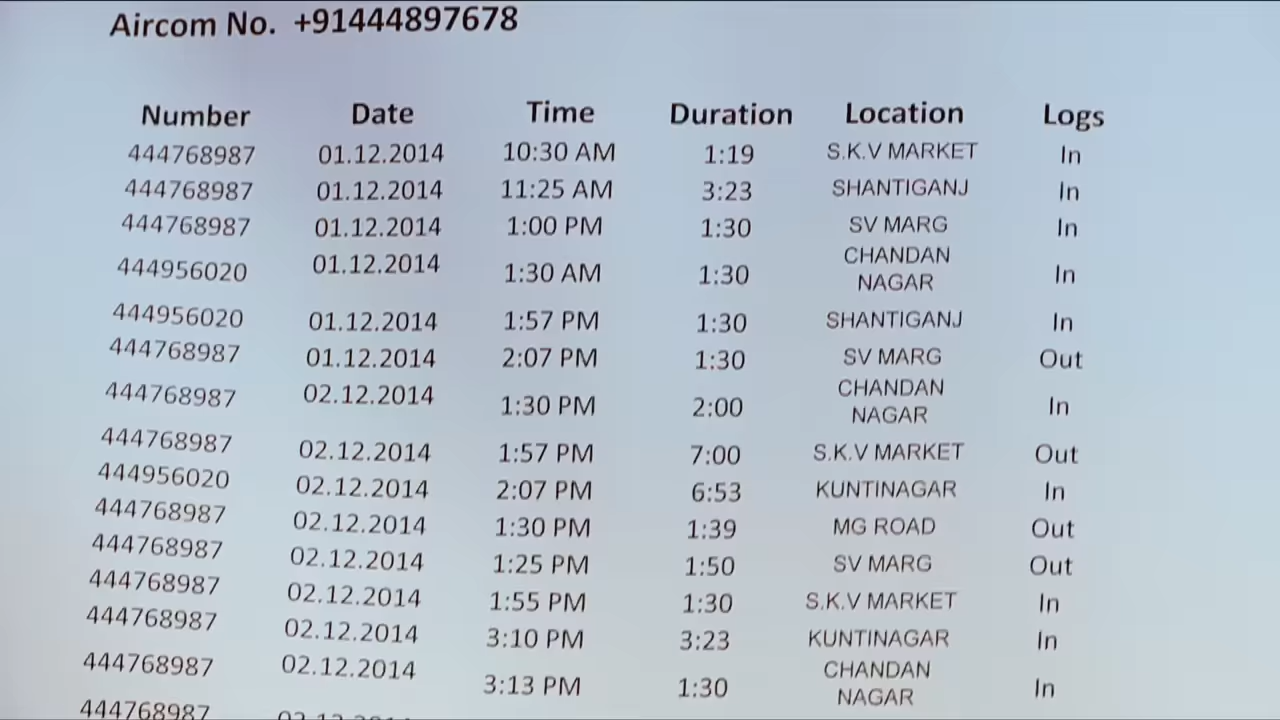 Aircom No. +91444897678
Number Date Time Duration Location Logs
444768987 01.12.2014 10:30 AM 1:19 S.K.V MARKET In
444768987 01.12.2014 11:25 AM 3:23 SHANTIGANJ In
444768987 01.12.2014 1:00 PM 1:30 SV MARG In
444956020 01.12.2014 1:30 AM 1:30 CHANDAN NAGAR In
444956020 01.12.2014 1:57 PM 1:30 SHANTIGANJ In
444768987 01.12.2014 2:07 PM 1:30 SV MARG Out
444768987 02.12.2014 1:30 PM 2:00 CHANDAN NAGAR In
444768987 02.12.2014 1:57 PM 7:00 S.K.V MARKET Out
444956020 02.12.2014 2:07 PM 6:53 KUNTINAGAR In
444768987 02.12.2014 1:30 PM 1:39 MG ROAD Out
444768987 02.12.2014 1:25 PM 1:50 SV MARG Out
444768987 02.12.2014 1:55 PM 1:30 S.K.V MARKET In
444768987 02.12.2014 3:10 PM 3:23 KUNTINAGAR In
444768987 02.12.2014 3:13 PM 1:30 CHANDAN NAGAR In
444768987